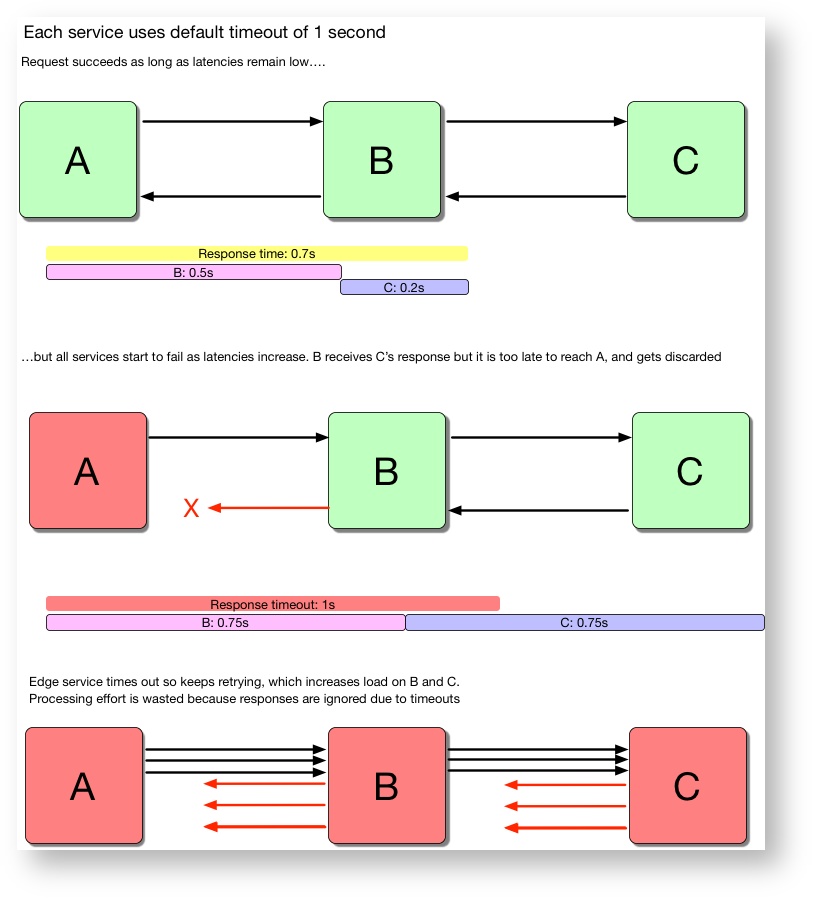 Each service uses default timeout of 1 second
Request succeeds as long as latencies remain low….
A
B
C
Response time: 0.7s
B: 0.5s
C: 0.2s
…but all services start to fail as latencies increase. B receives C’s response but it is too late to reach A, and gets discarded
A
B
C
X
Response timeout: 1s
B: 0.75s
C: 0.75s
Edge service times out so keeps retrying, which increases load on B and C.
Processing effort is wasted because responses are ignored due to timeouts
A
B
C